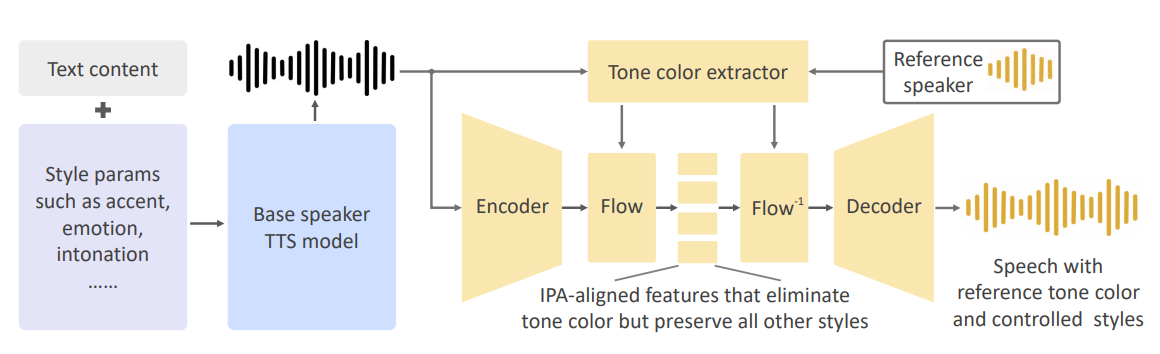 Text content
Style params
such as accent,
emotion,
intonation
……
Base speaker
TTS model
Tone color extractor
Reference
speaker
Encoder
Flow
Flow⁻¹
Decoder
IPA-aligned features that eliminate
tone color but preserve all other styles
Speech with
reference tone color
and controlled styles